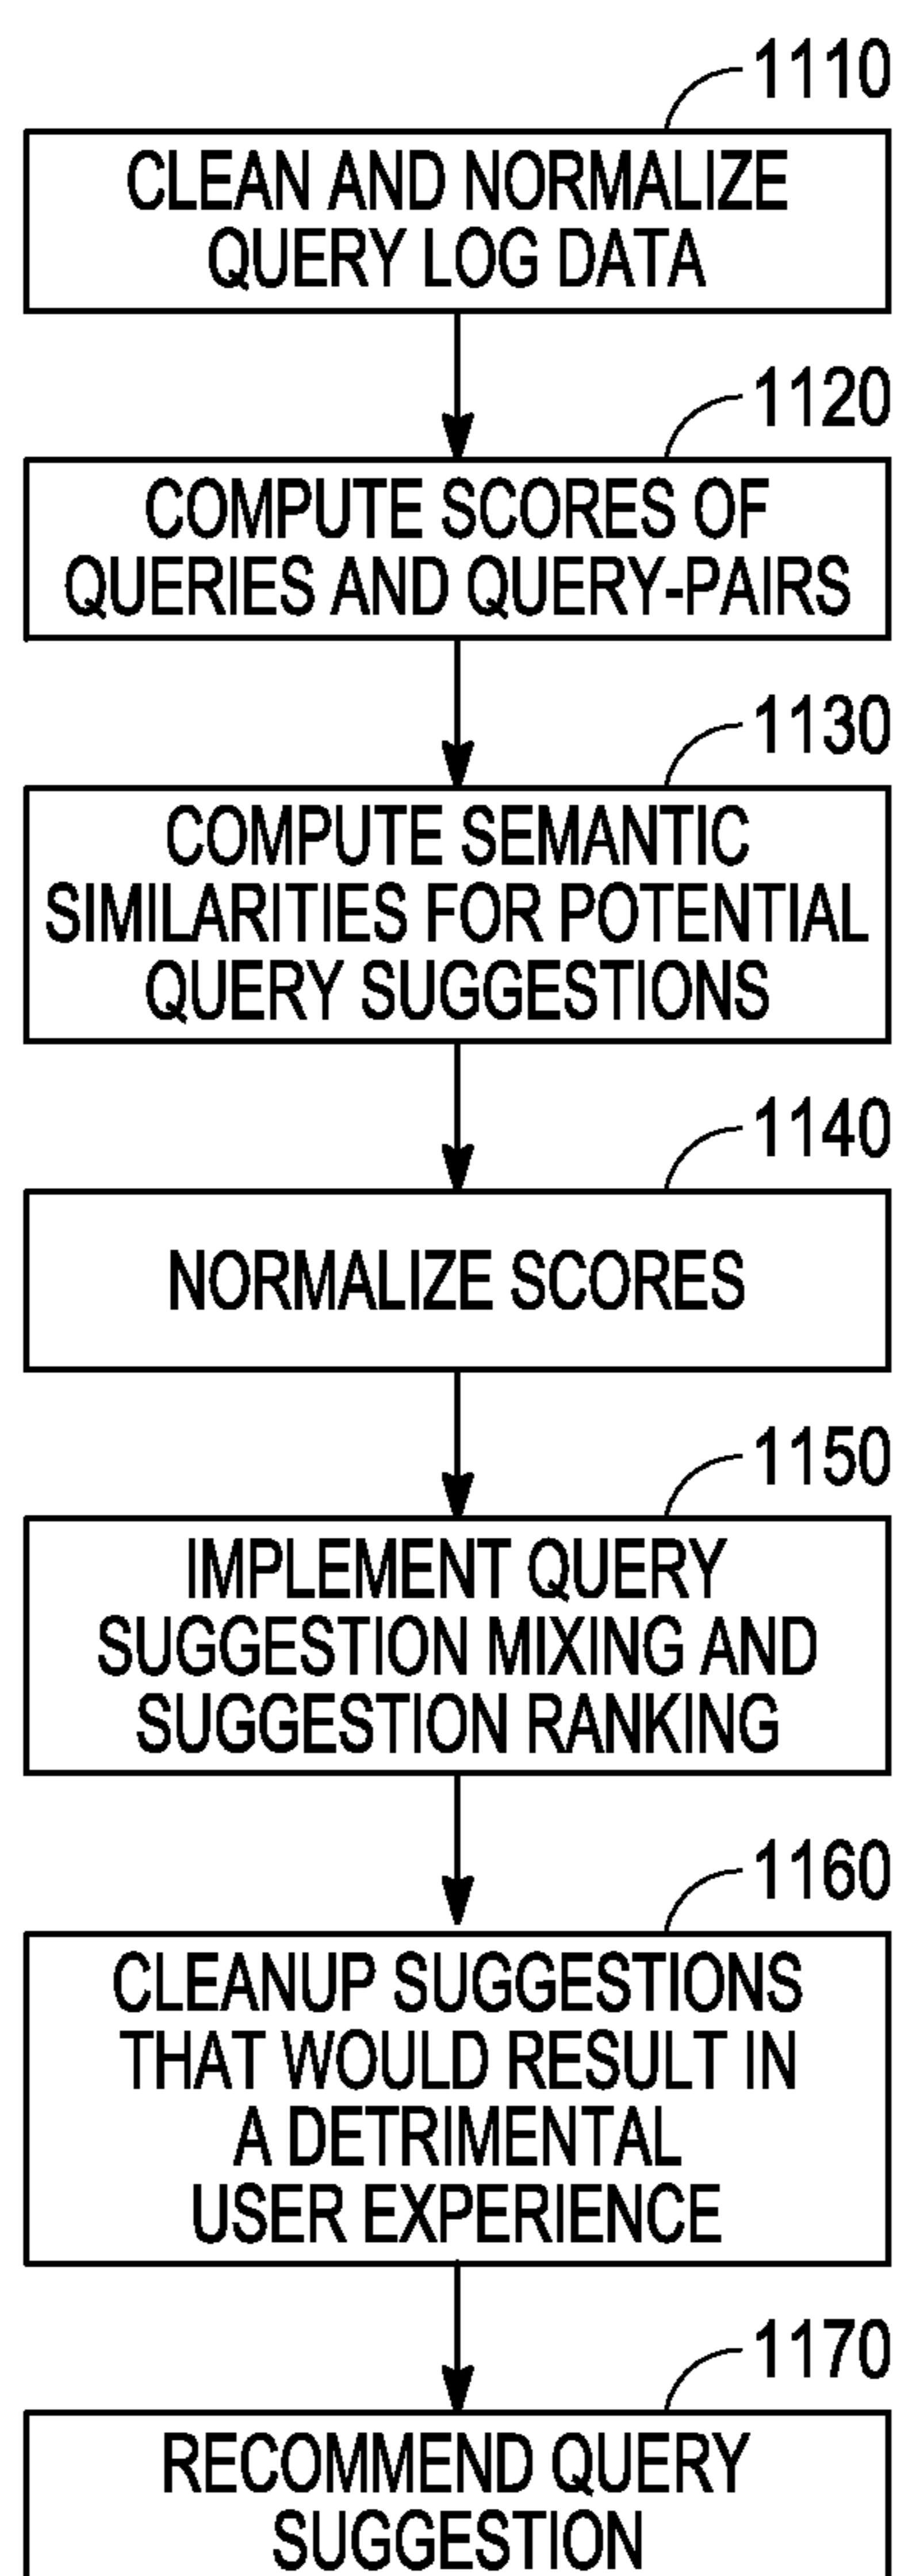 1110
CLEAN AND NORMALIZE
QUERY LOG DATA
1120
COMPUTE SCORES OF
QUERIES AND QUERY-PAIRS
1130
COMPUTE SEMANTIC
SIMILARITIES FOR POTENTIAL
QUERY SUGGESTIONS
1140
NORMALIZE SCORES
1150
IMPLEMENT QUERY
SUGGESTION MIXING AND
SUGGESTION RANKING
1160
CLEANUP SUGGESTIONS
THAT WOULD RESULT IN
A DETRIMENTAL
USER EXPERIENCE
1170
RECOMMEND QUERY
SUGGESTION